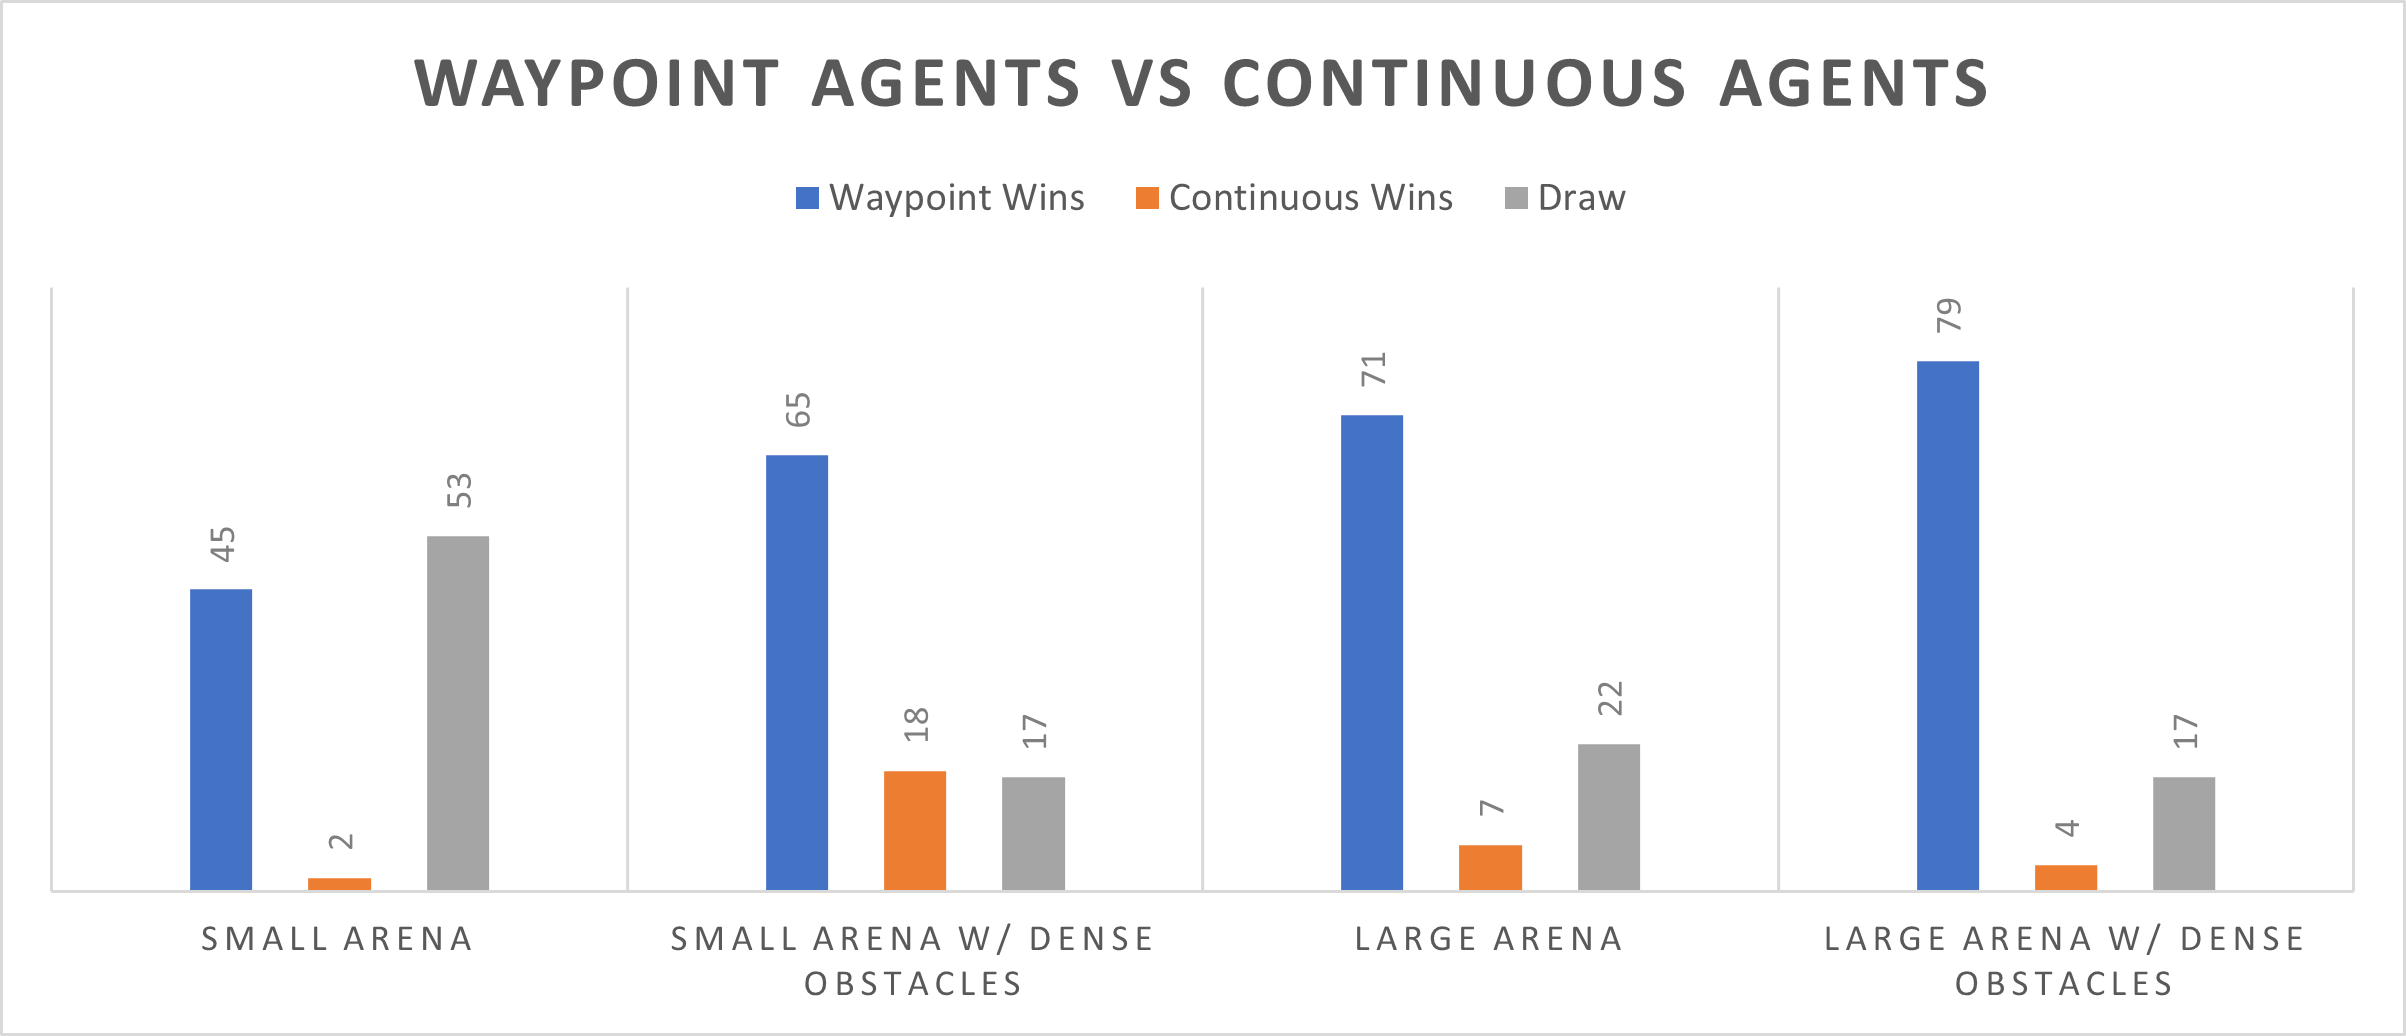 WAYPOINT AGENTS VS CONTINUOUS AGENTS
Waypoint Wins Continuous Wins Draw
45
2
53
65
18
17
71
7
22
79
4
17
SMALL ARENA
SMALL ARENA W/ DENSE
OBSTACLES
LARGE ARENA
LARGE ARENA W/ DENSE
OBSTACLES